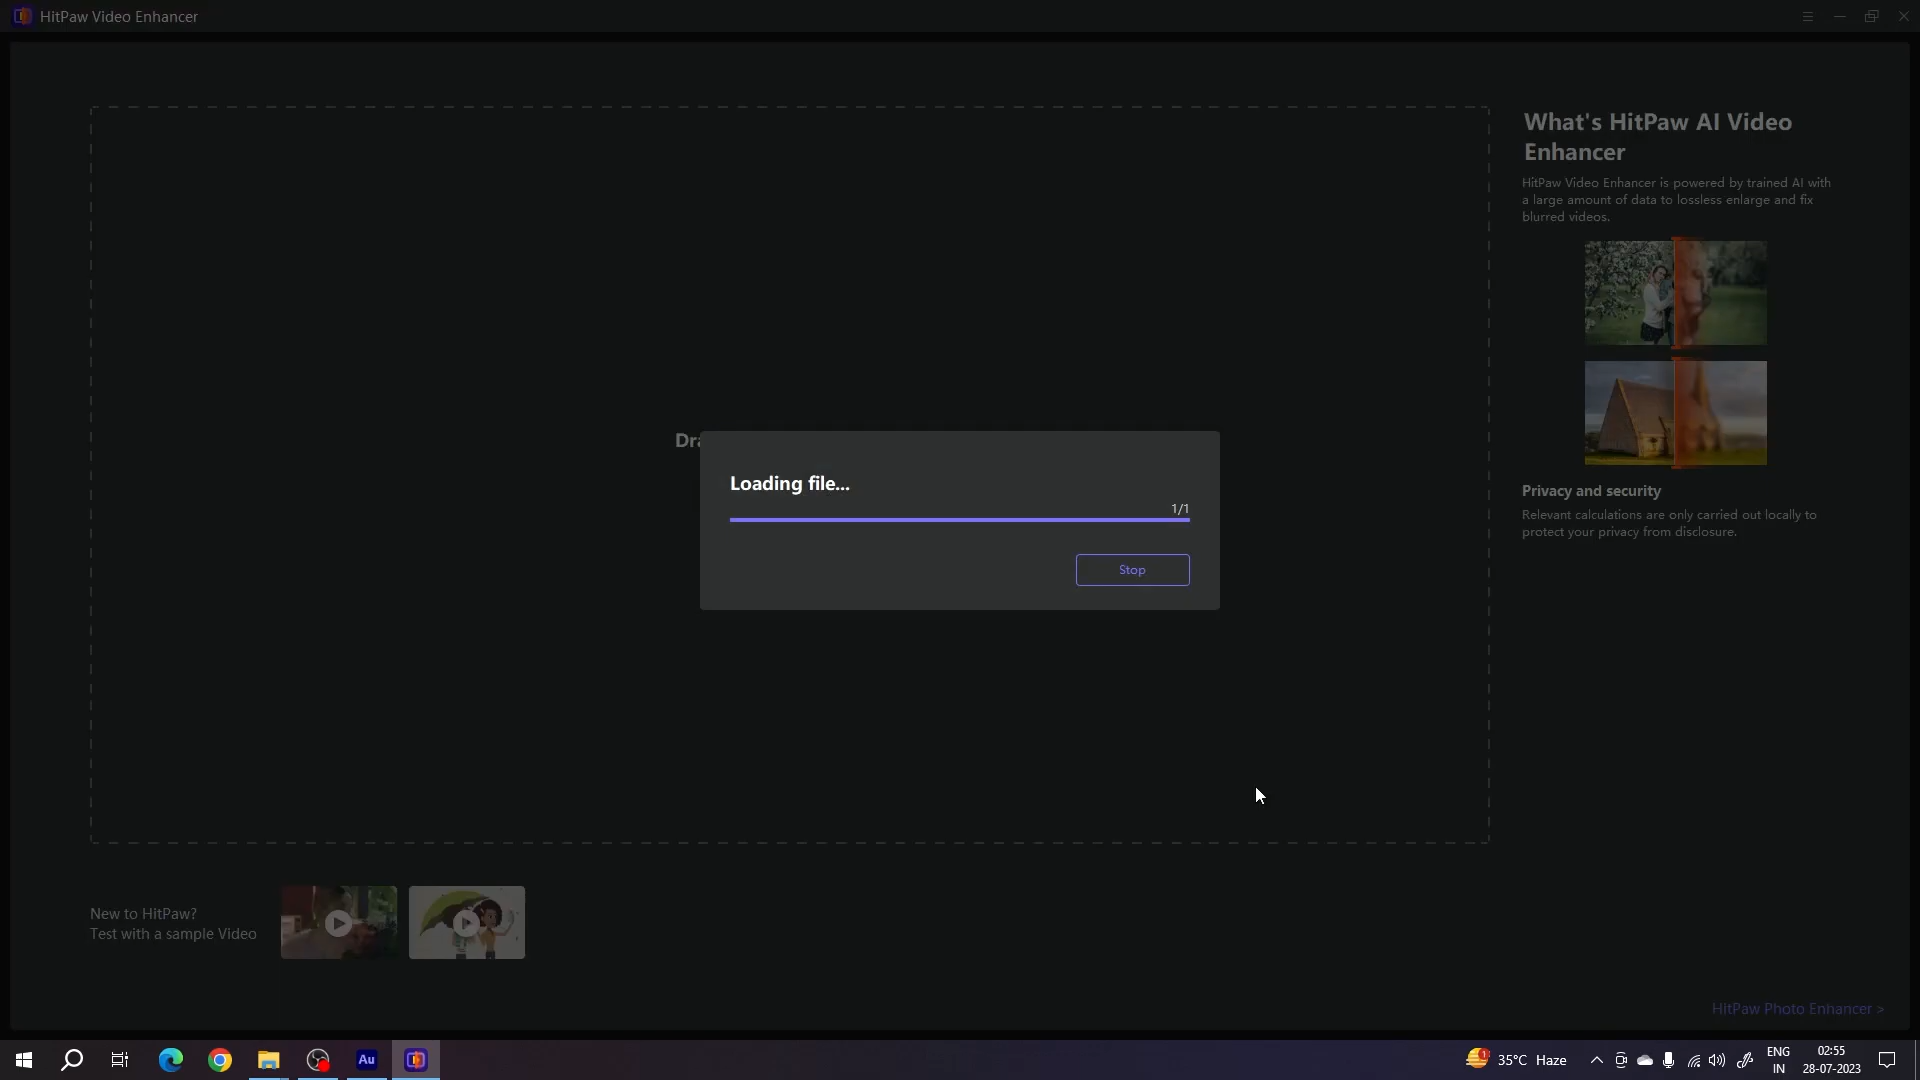 HitPaw Video Enhancer
What's HitPaw AI Video
Enhancer
HitPaw Video Enhancer is powered by trained AI with
a large amount of data to lossless enlarge and fix
blurred videos.
Dra
Loading file...
1/1
Stop
Privacy and security
Relevant calculations are only carried out locally to
protect your privacy from disclosure.
New to HitPaw?
Test with a sample Video
HitPaw Photo Enhancer >
Au
1
35°C Haze
ENG
IN
02:55
28-07-2023